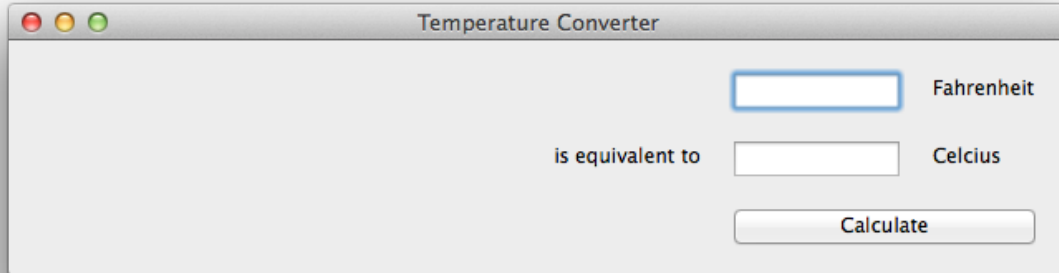 Temperature Converter
Fahrenheit
is equivalent to Celcius
Calculate